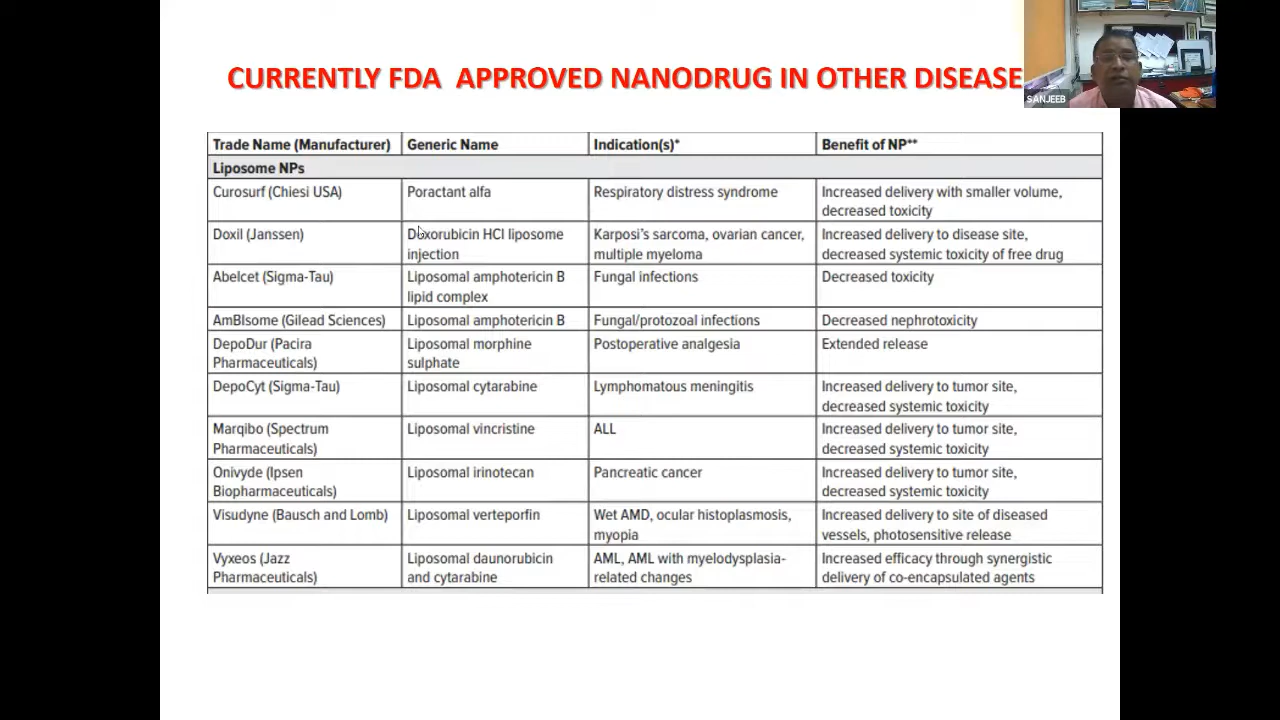 CURRENTLY FDA APPROVED NANODRUG IN OTHER DISEASE
SANJEEB
Trade Name (Manufacturer) Generic Name Indication(s)* Benefit of NP**
Liposome NPs
Curosurf (Chiesi USA) Poractant alfa Respiratory distress syndrome Increased delivery with smaller volume,
decreased toxicity
Doxil (Janssen) Doxorubicin HCl liposome Karposi's sarcoma, ovarian cancer, Increased delivery to disease site,
injection multiple myeloma decreased systemic toxicity of free drug
Abelcet (Sigma-Tau) Liposomal amphotericin B Fungal infections Decreased toxicity
lipid complex
AmBIsome (Gilead Sciences) Liposomal amphotericin B Fungal/protozoal infections Decreased nephrotoxicity
DepoDur (Pacira Liposomal morphine Postoperative analgesia Extended release
Pharmaceuticals) sulphate
DepoCyt (Sigma-Tau) Liposomal cytarabine Lymphomatous meningitis Increased delivery to tumor site,
decreased systemic toxicity
Marqibo (Spectrum Liposomal vincristine ALL Increased delivery to tumor site,
Pharmaceuticals) decreased systemic toxicity
Onivyde (Ipsen Liposomal irinotecan Pancreatic cancer Increased delivery to tumor site,
Biopharmaceuticals) decreased systemic toxicity
Visudyne (Bausch and Lomb) Liposomal verteporfin Wet AMD, ocular histoplasmosis, Increased delivery to site of diseased
myopia vessels, photosensitive release
Vyxeos (Jazz Liposomal daunorubicin AML, AML with myelodysplasia- Increased efficacy through synergistic
Pharmaceuticals) and cytarabine related changes delivery of co-encapsulated agents